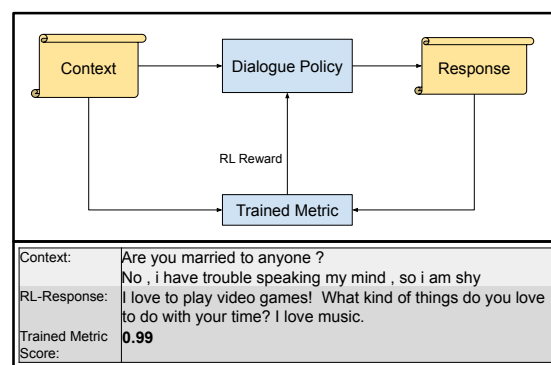 Context
Dialogue Policy
Response
RL Reward
Trained Metric
Context:
Are you married to anyone ?
No , i have trouble speaking my mind , so i am shy
RL-Response:
I love to play video games!  What kind of things do you love
to do with your time? I love music.
Trained Metric
Score:
0.99